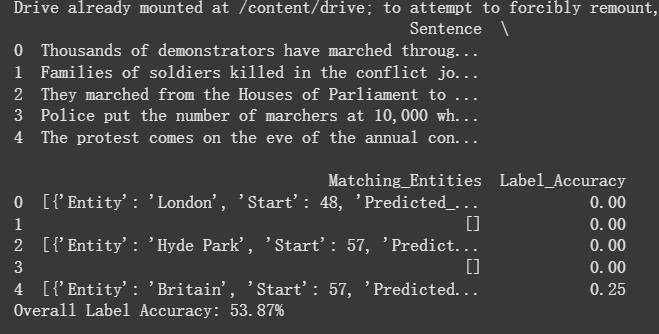 Drive already mounted at /content/drive; to attempt to forcibly remount,
Sentence \
0 Thousands of demonstrators have marched throug...
1 Families of soldiers killed in the conflict jo...
2 They marched from the Houses of Parliament to ...
3 Police put the number of marchers at 10,000 wh...
4 The protest comes on the eve of the annual con...
Matching_Entities Label_Accuracy
0 [{'Entity': 'London', 'Start': 48, 'Predicted_... 0.00
1 [] 0.00
2 [{'Entity': 'Hyde Park', 'Start': 57, 'Predict... 0.00
3 [] 0.00
4 [{'Entity': 'Britain', 'Start': 57, 'Predicted... 0.25
Overall Label Accuracy: 53.87%